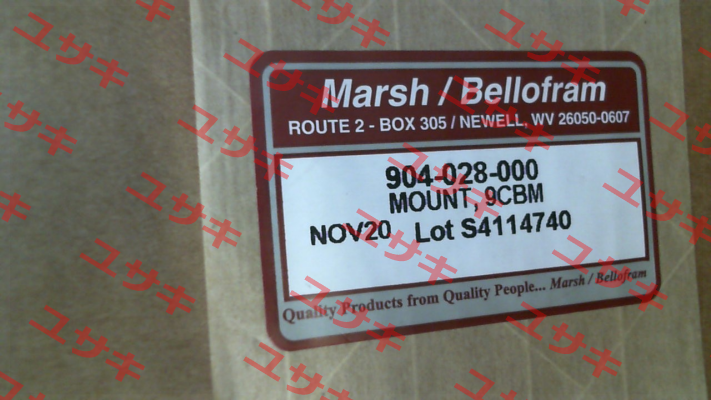 Marsh / Bellofram
ROUTE 2 - BOX 305 / NEWELL, WV 26050-0607
904-028-000
MOUNT, 9CBM
NOV20 Lot S4114740
Quality Products from Quality People... Marsh / Bellofram
ユサキ